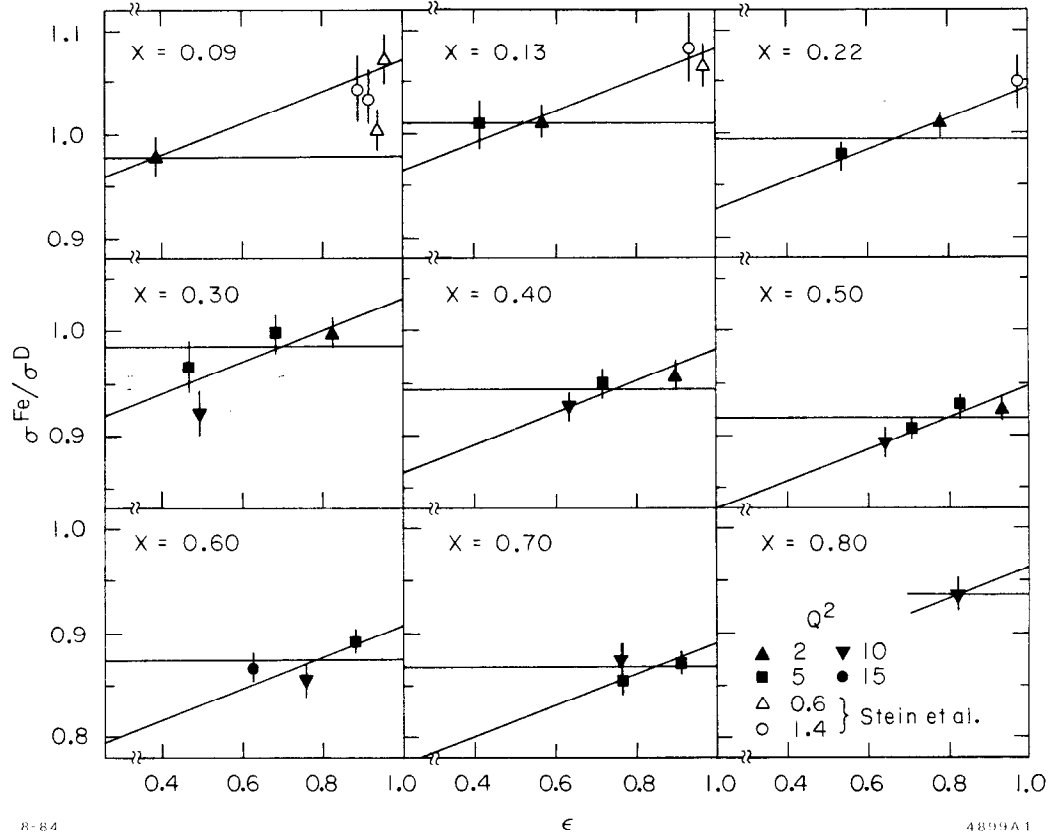 X = 0.09
X = 0.13
X = 0.22
1.1
1.0
0.9
X = 0.30
X = 0.40
X = 0.50
1.0
0.9
σFe/σD
X = 0.60
X = 0.70
X = 0.80
1.0
0.9
0.8
Q2
▲ 2 ▼ 10
■ 5 ● 15
△ 0.6
○ 1.4 } Stein et al.
0.4 0.6 0.8 1.0 0.4 0.6 0.8 1.0 0.4 0.6 0.8 1.0
8-84 ϵ 4899A1